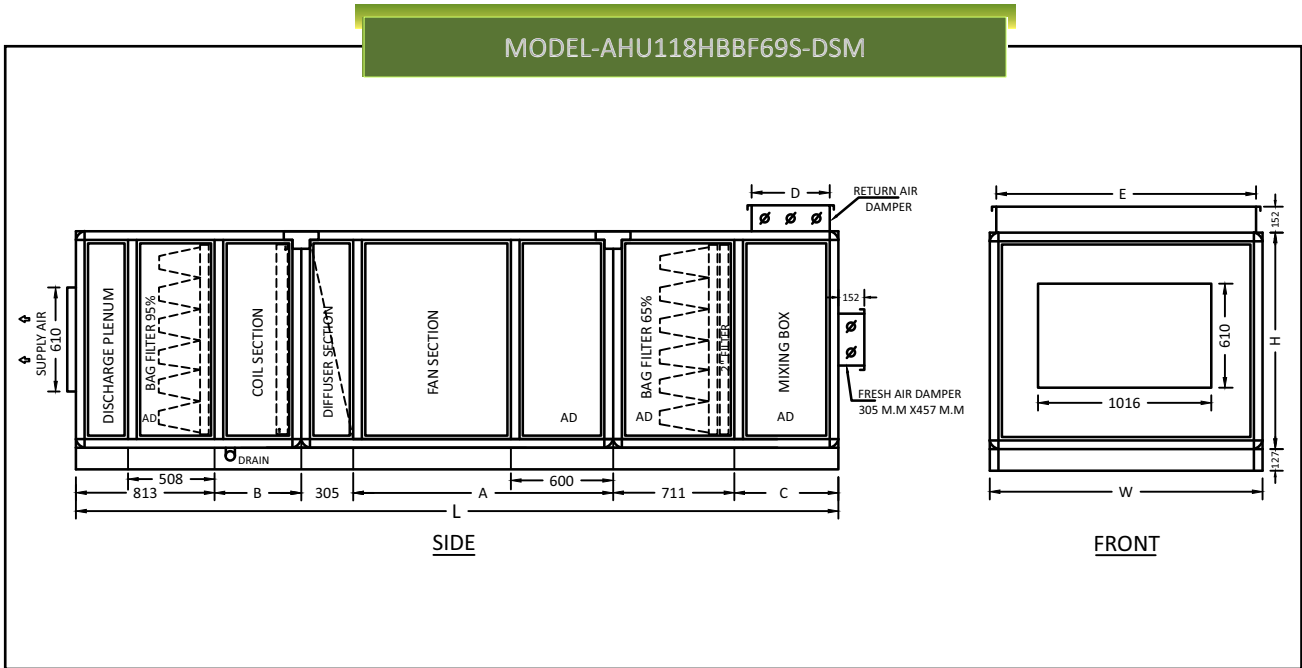 MODEL-AHU118HBBF69S-DSM
D
RETURN AIR
DAMPER
152
SUPPLY AIR
610
DISCHARGE PLENUM
BAG FILTER 95%
AD
COIL SECTION
DIFFUSER SECTION
FAN SECTION
AD
BAG FILTER 65%
AD
2" FILTER
MIXING BOX
AD
FRESH AIR DAMPER
305 M.M X457 M.M
DRAIN
508
600
813
B
305
A
711
C
L
SIDE
E
152
H
610
1016
127
W
FRONT